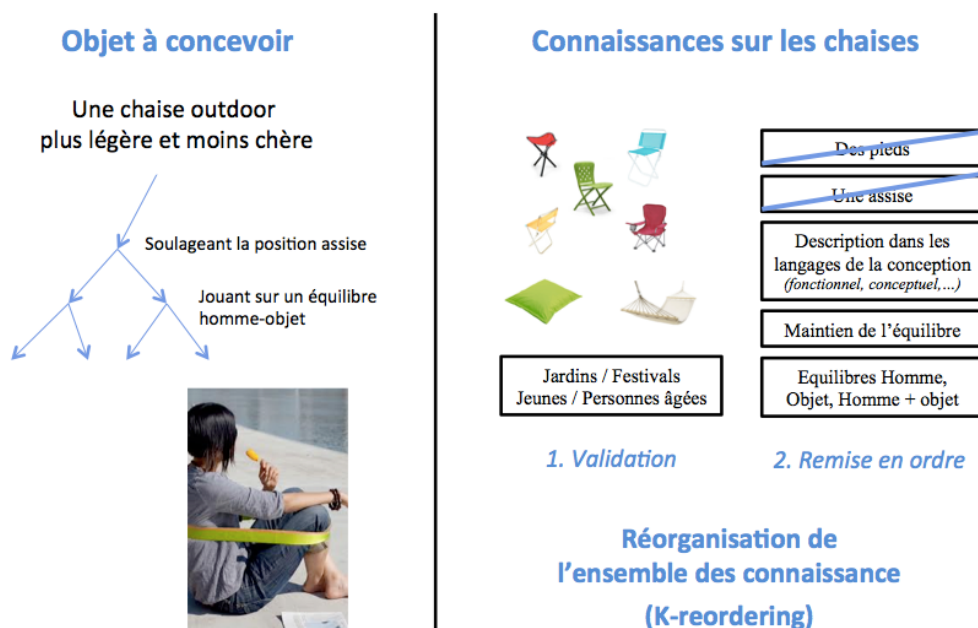 Objet à concevoir
Une chaise outdoor
plus légère et moins chère
Soulageant la position assise
Jouant sur un équilibre
homme-objet
Connaissances sur les chaises
Des pieds
Une assise
Description dans les
langages de la conception
(fonctionnel, conceptuel,...)
Maintien de l'équilibre
Jardins / Festivals
Jeunes / Personnes âgées
Equilibres Homme,
Objet, Homme + objet
1. Validation
2. Remise en ordre
Réorganisation de
l'ensemble des connaissance
(K-reordering)